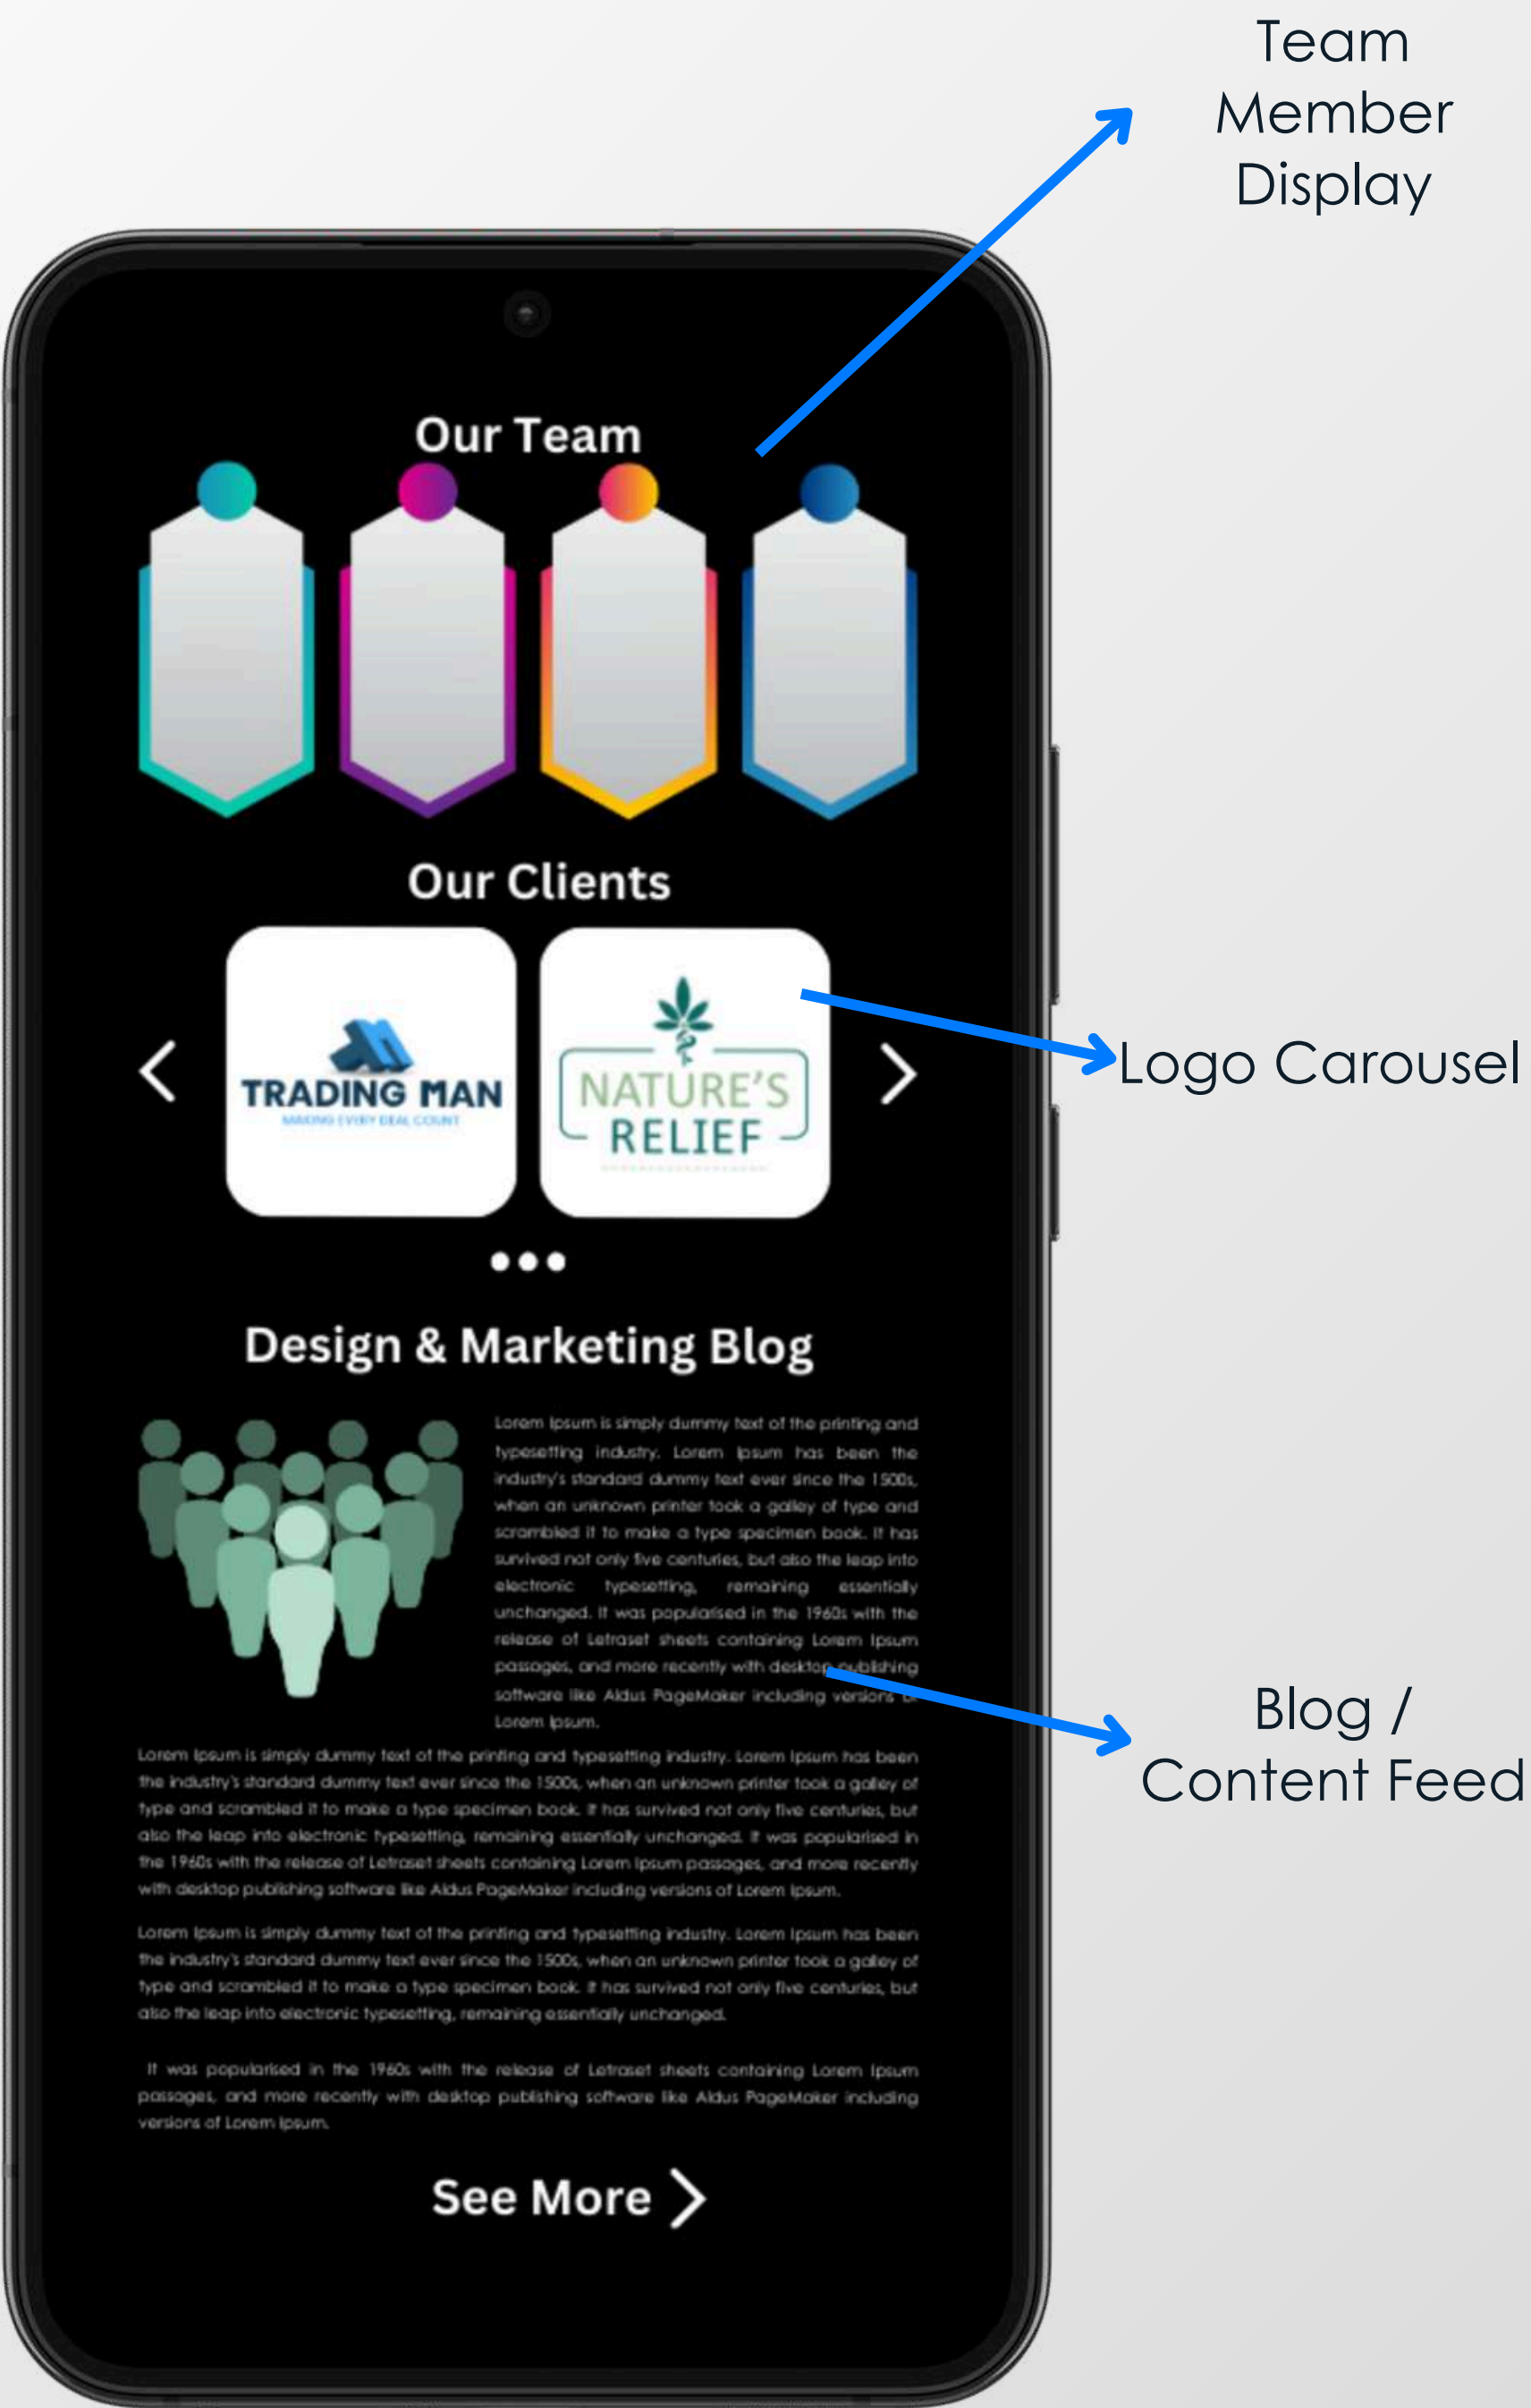 Team
Member
Display
Our Team
Our Clients
TRADING MAN
MAKING EVERY DEAL COUNT
NATURE'S
RELIEF
Logo Carousel
Design & Marketing Blog
Lorem Ipsum is simply dummy text of the printing and
typesetting industry. Lorem Ipsum has been the
industry's standard dummy text ever since the 1500s,
when an unknown printer took a galley of type and
scrambled it to make a type specimen book. It has
survived not only five centuries, but also the leap into
electronic typesetting, remaining essentially
unchanged. It was popularised in the 1960s with the
release of Letraset sheets containing Lorem Ipsum
passages, and more recently with desktop publishing
software like Aldus PageMaker including versions of
Lorem Ipsum.
Blog /
Content Feed
Lorem Ipsum is simply dummy text of the printing and typesetting industry. Lorem Ipsum has been
the industry's standard dummy text ever since the 1500s, when an unknown printer took a galley of
type and scrambled it to make a type specimen book. It has survived not only five centuries, but
also the leap into electronic typesetting, remaining essentially unchanged. It was popularised in
the 1960s with the release of Letraset sheets containing Lorem Ipsum passages, and more recently
with desktop publishing software like Aldus PageMaker including versions of Lorem Ipsum.
Lorem Ipsum is simply dummy text of the printing and typesetting industry. Lorem Ipsum has been
the industry's standard dummy text ever since the 1500s, when an unknown printer took a galley of
type and scrambled it to make a type specimen book. It has survived not only five centuries, but
also the leap into electronic typesetting, remaining essentially unchanged.
It was popularised in the 1960s with the release of Letraset sheets containing Lorem Ipsum
passages, and more recently with desktop publishing software like Aldus PageMaker including
versions of Lorem Ipsum.
See More